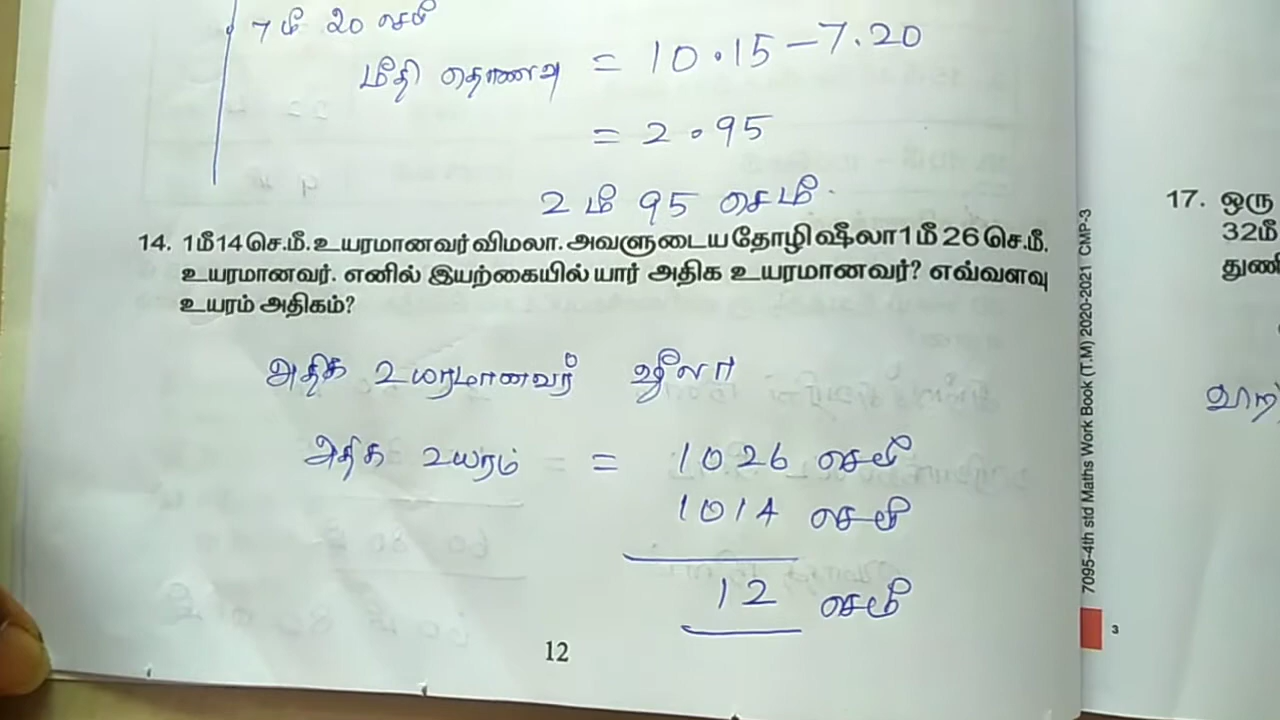 7 மீ 20 செமீ
மீதி தொணவு = 10.15 - 7.20
= 2.95
2 மீ 95 செமீ.
14. 1மீ14 செ.மீ. உயரமானவர் விமலா. அவளுடைய தோழி ஷீலா 1 மீ 26 செ.மீ.
உயரமானவர். எனில் இயற்கையில் யார் அதிக உயரமானவர்? எவ்வளவு
உயரம் அதிகம்?
அதிக உயரமானவர் ஷீலா
அதிக உயரம் = 1026 செமீ
1014 செமீ
12 செமீ
12
7095-4th std Maths Work Book (T.M) 2020-2021 CMP-3
3
17. ஒரு
32மீ